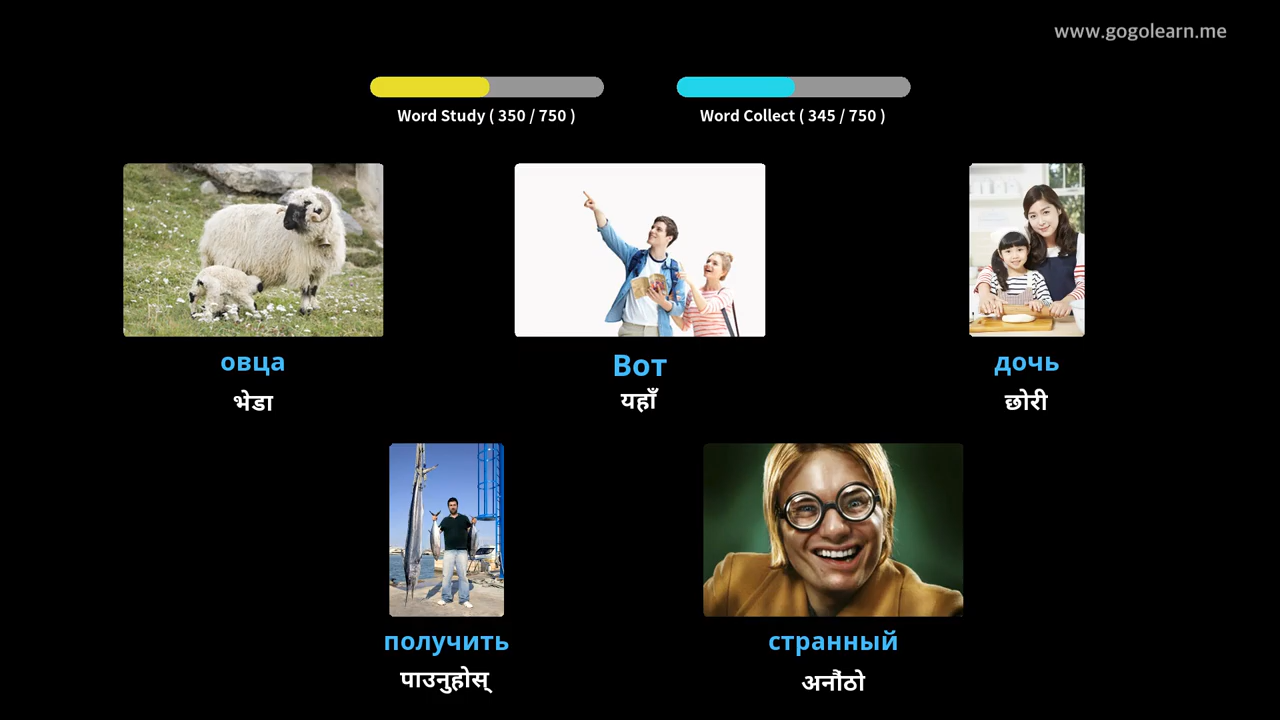 www.gogolearn.me
Word Study ( 350 / 750 )
Word Collect ( 345 / 750 )
овца
भेडा
Вот
यहाँ
дочь
छोरी
получить
पाउनुहोस्
странный
अनौंठो